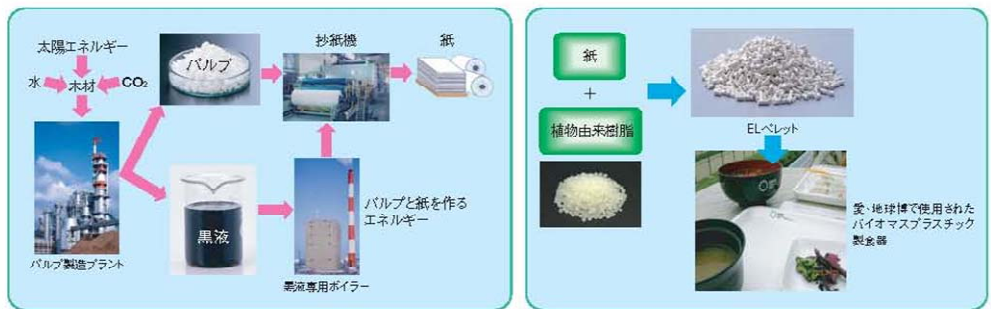 太陽エネルギー
水
木材
CO₂
パルプ
抄紙機
紙
パルプ製造プラント
黒液
黒液専用ボイラー
パルプと紙を作る
エネルギー
紙
+
植物由来樹脂
ELペレット
愛・地球博で使用された
バイオマスプラスチック
製食器